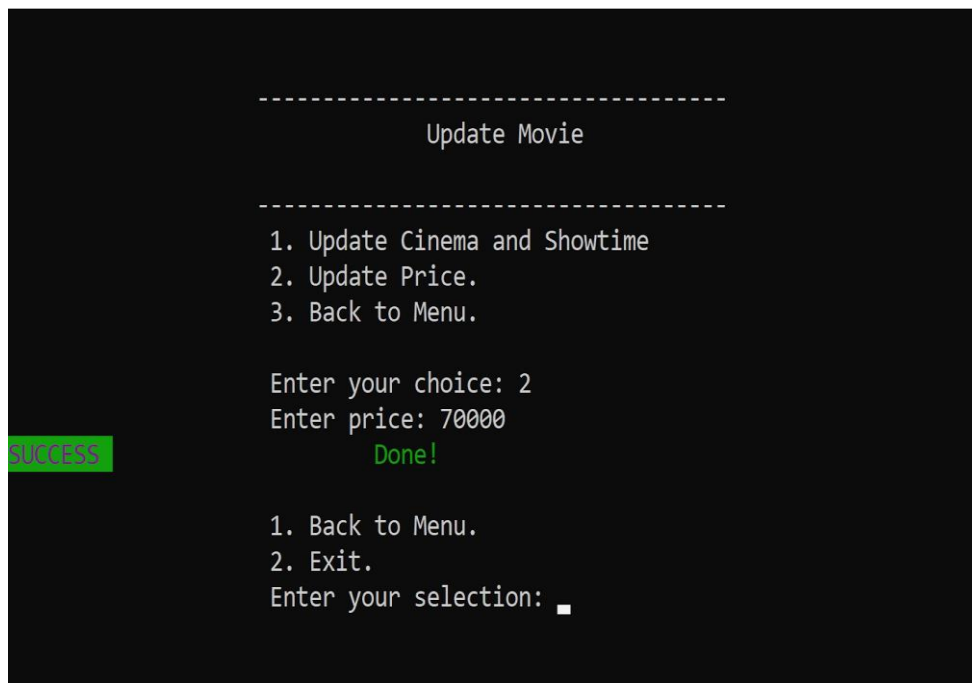 ------------------------------------
Update Movie
------------------------------------
1. Update Cinema and Showtime
2. Update Price.
3. Back to Menu.
Enter your choice: 2
Enter price: 70000
SUCCESS Done!
1. Back to Menu.
2. Exit.
Enter your selection: